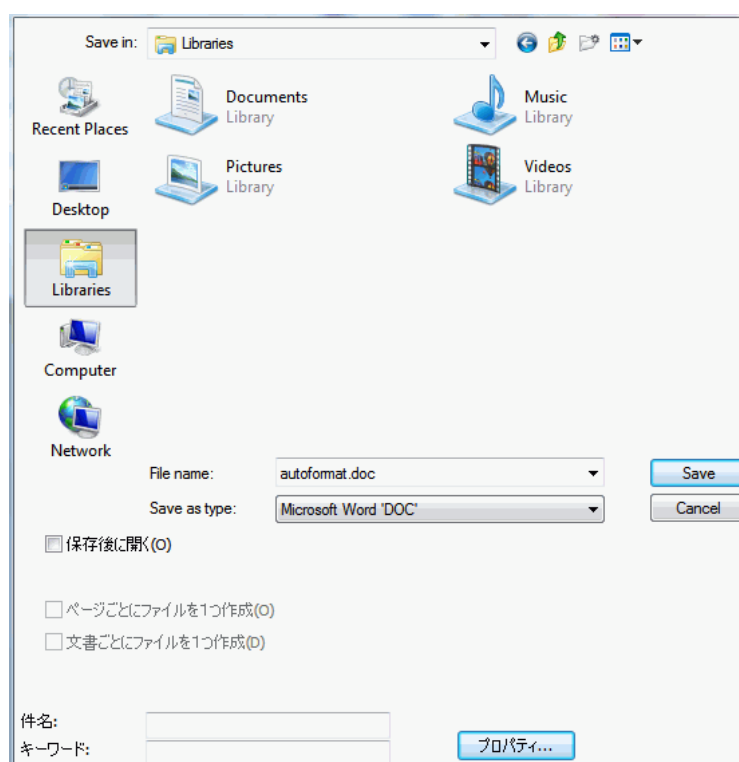 Save in:
Libraries
Recent Places
Desktop
Libraries
Computer
Network
Documents
Library
Music
Library
Pictures
Library
Videos
Library
File name:
autoformat.doc
Save
Save as type:
Microsoft Word 'DOC'
Cancel
保存後に開く(O)
ページごとにファイルを1つ作成(O)
文書ごとにファイルを1つ作成(D)
件名:
キーワード:
プロパティ...